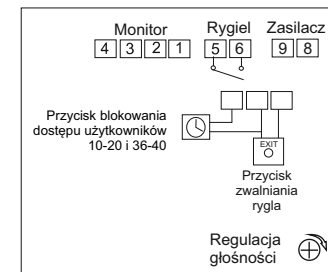 Monitor Rygiel Zasilacz
4 3 2 1 5 6 9 8
Przycisk blokowania
dostępu użytkowników
10-20 i 36-40
EXIT
Przycisk
zwalniania
rygla
Regulacja
głośności